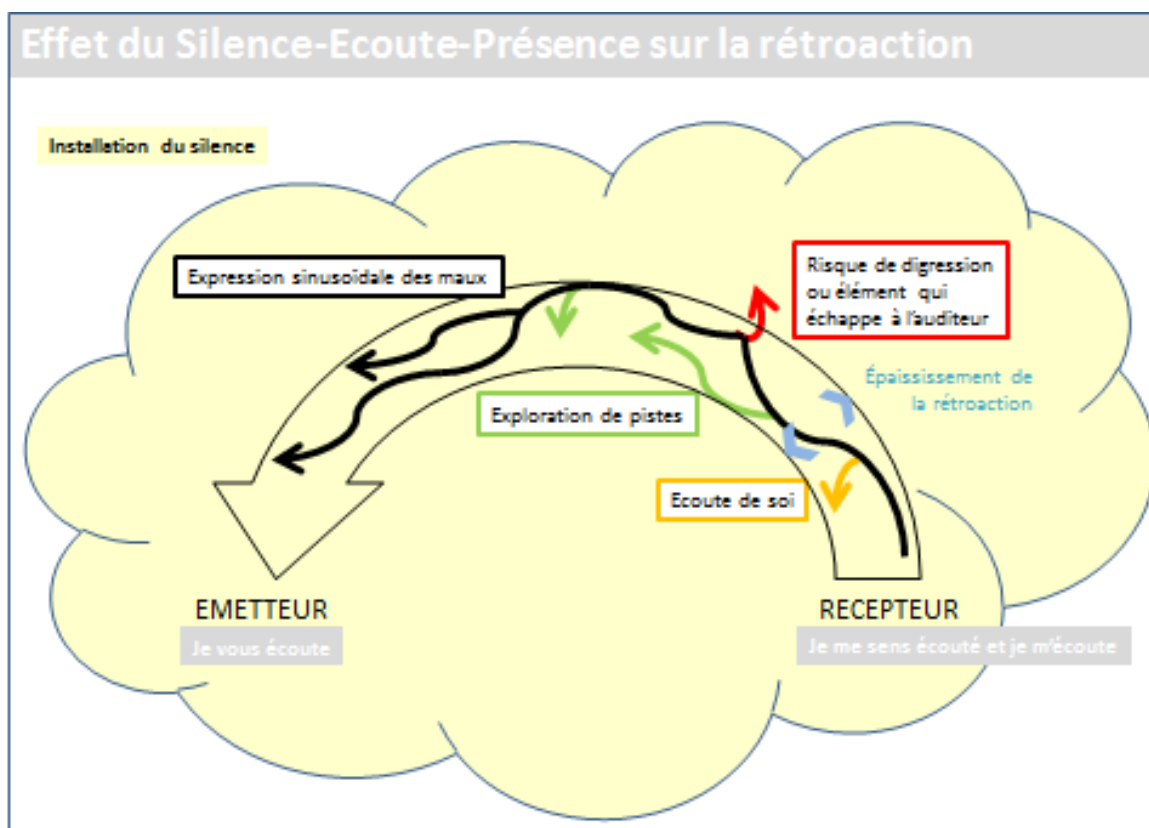 Effet du Silence-Ecoute-Présence sur la rétroaction
Installation du silence
Expression sinusoïdale des maux
Risque de digression
ou élément qui
échappe à l'auditeur
Épaississement de
la rétroaction
Exploration de pistes
Ecoute de soi
EMETTEUR
Je vous écoute
RECEPTEUR
Je me sens écouté et je m'écoute